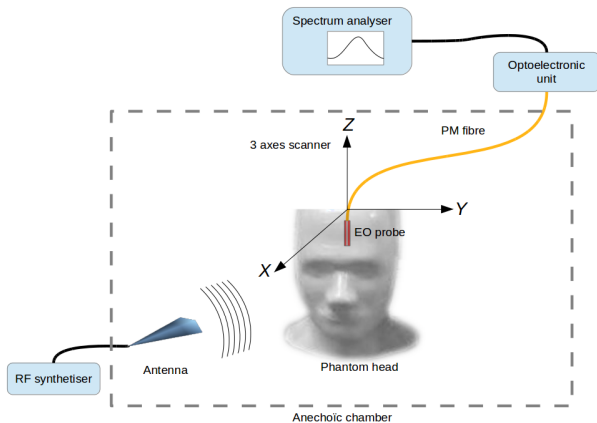 Spectrum analyser
Optoelectronic
unit
PM fibre
Z
3 axes scanner
Y
EO probe
X
RF synthetiser
Antenna
Phantom head
Anechoïc chamber